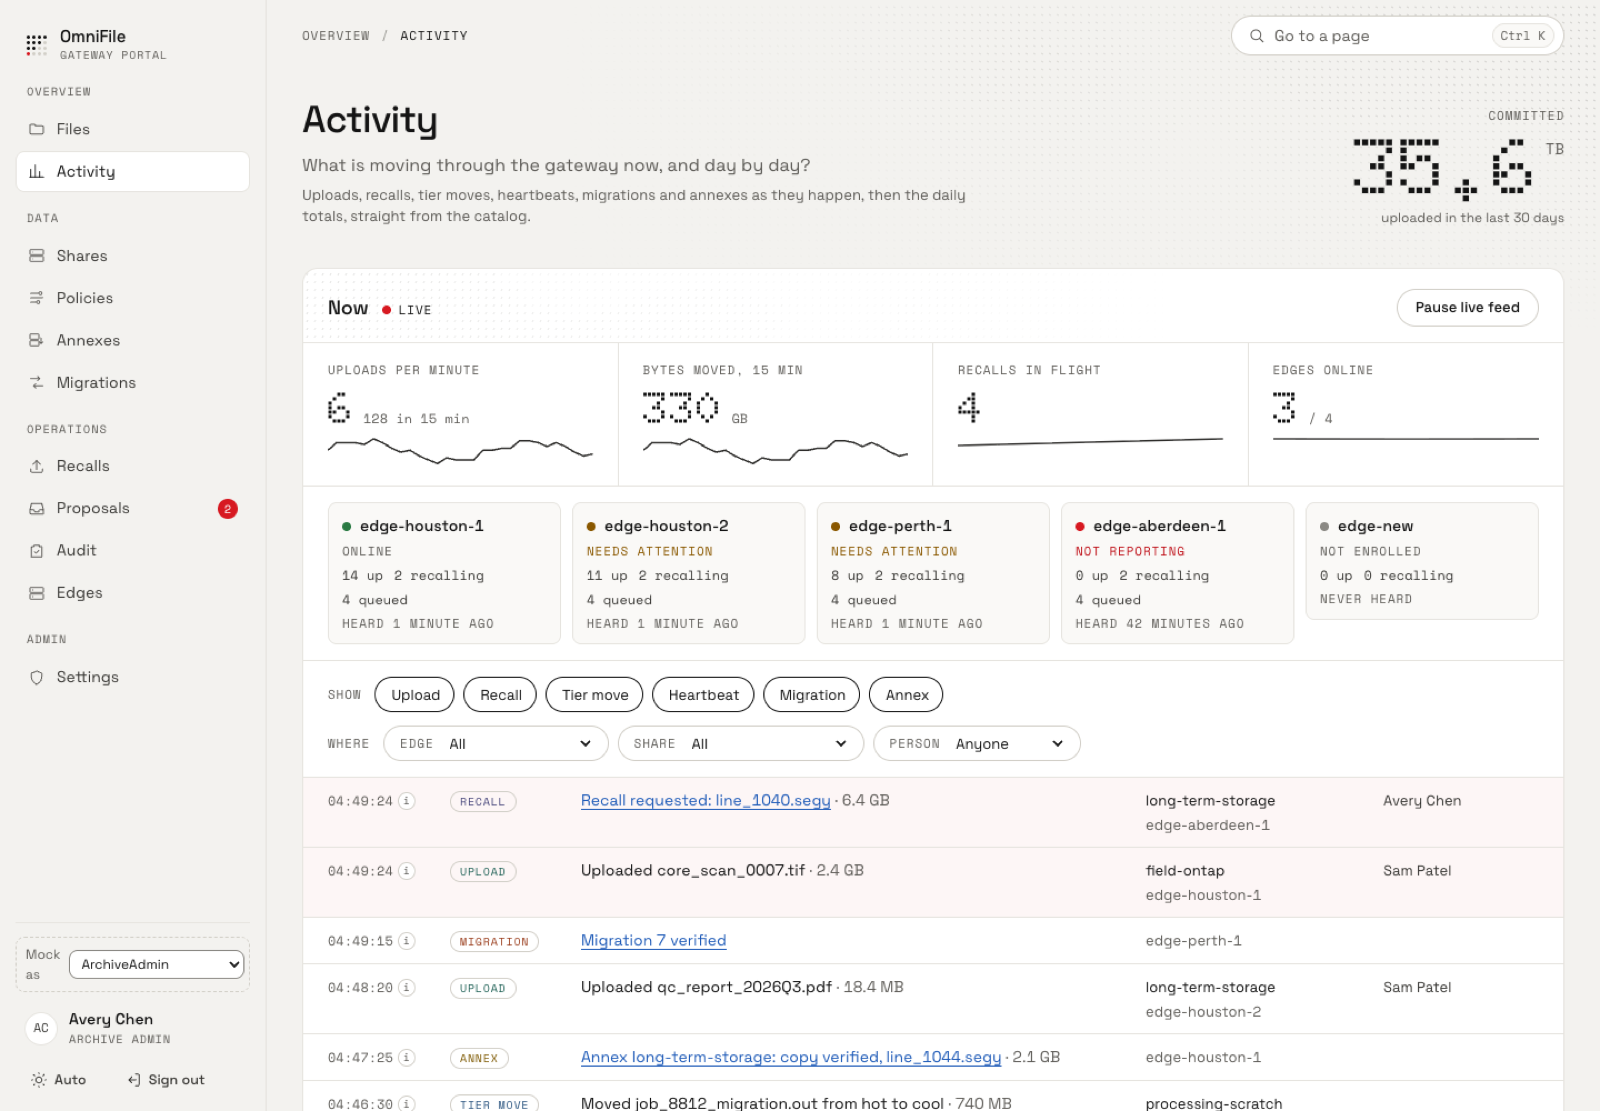 OmniFile
GATEWAY PORTAL
OVERVIEW
Files
Activity
DATA
Shares
Policies
Annexes
Migrations
OPERATIONS
Recalls
Proposals 2
Audit
Edges
ADMIN
Settings
Mock as
ArchiveAdmin
AC
Avery Chen
ARCHIVE ADMIN
Auto
Sign out
OVERVIEW / ACTIVITY
Go to a page
Ctrl K
Activity
What is moving through the gateway now, and day by day?
Uploads, recalls, tier moves, heartbeats, migrations and annexes as they happen, then the daily
totals, straight from the catalog.
COMMITTED
35,6 TB
uploaded in the last 30 days
Now LIVE
Pause live feed
UPLOADS PER MINUTE
6 128 in 15 min
BYTES MOVED, 15 MIN
330 GB
RECALLS IN FLIGHT
4
EDGES ONLINE
3 / 4
edge-houston-1
ONLINE
14 up 2 recalling
4 queued
HEARD 1 MINUTE AGO
edge-houston-2
NEEDS ATTENTION
11 up 2 recalling
4 queued
HEARD 1 MINUTE AGO
edge-perth-1
NEEDS ATTENTION
8 up 2 recalling
4 queued
HEARD 1 MINUTE AGO
edge-aberdeen-1
NOT REPORTING
0 up 2 recalling
4 queued
HEARD 42 MINUTES AGO
edge-new
NOT ENROLLED
0 up 0 recalling
NEVER HEARD
SHOW Upload Recall Tier move Heartbeat Migration Annex
WHERE EDGE All SHARE All PERSON Anyone
04:49:24 i RECALL Recall requested: line_1040.segy · 6.4 GB long-term-storage Avery Chen
edge-aberdeen-1
04:49:24 i UPLOAD Uploaded core_scan_0007.tif · 2.4 GB field-ontap Sam Patel
edge-houston-1
04:49:15 i MIGRATION Migration 7 verified edge-perth-1
04:48:20 i UPLOAD Uploaded qc_report_2026Q3.pdf · 18.4 MB long-term-storage Sam Patel
edge-houston-2
04:47:25 i ANNEX Annex long-term-storage: copy verified, line_1044.segy · 2.1 GB edge-houston-1
04:46:30 i TIER MOVE Moved job_8812_migration.out from hot to cool · 740 MB processing-scratch